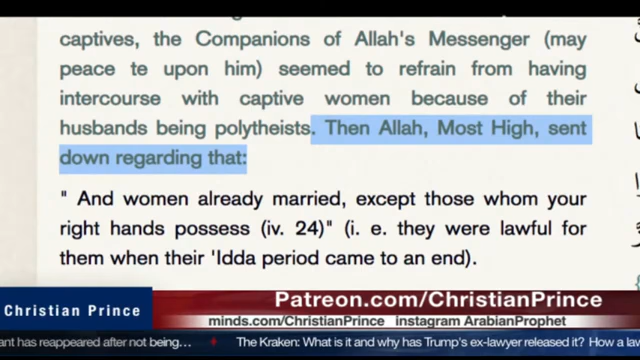 captives, the Companions of Allah's Messenger (may
peace te upon him) seemed to refrain from having
intercourse with captive women because of their
husbands being polytheists. Then Allah, Most High, sent
down regarding that:
" And women already married, except those whom your
right hands possess (iv. 24)" (i. e. they were lawful for
them when their 'Idda period came to an end).
Christian Prince
Patreon.com/ChristianPrince
minds.com/ChristianPrince instagram ArabianProphet
ant has reappeared after not being... • The Kraken: What is it and why has Trump's ex-lawyer released it? • How a law